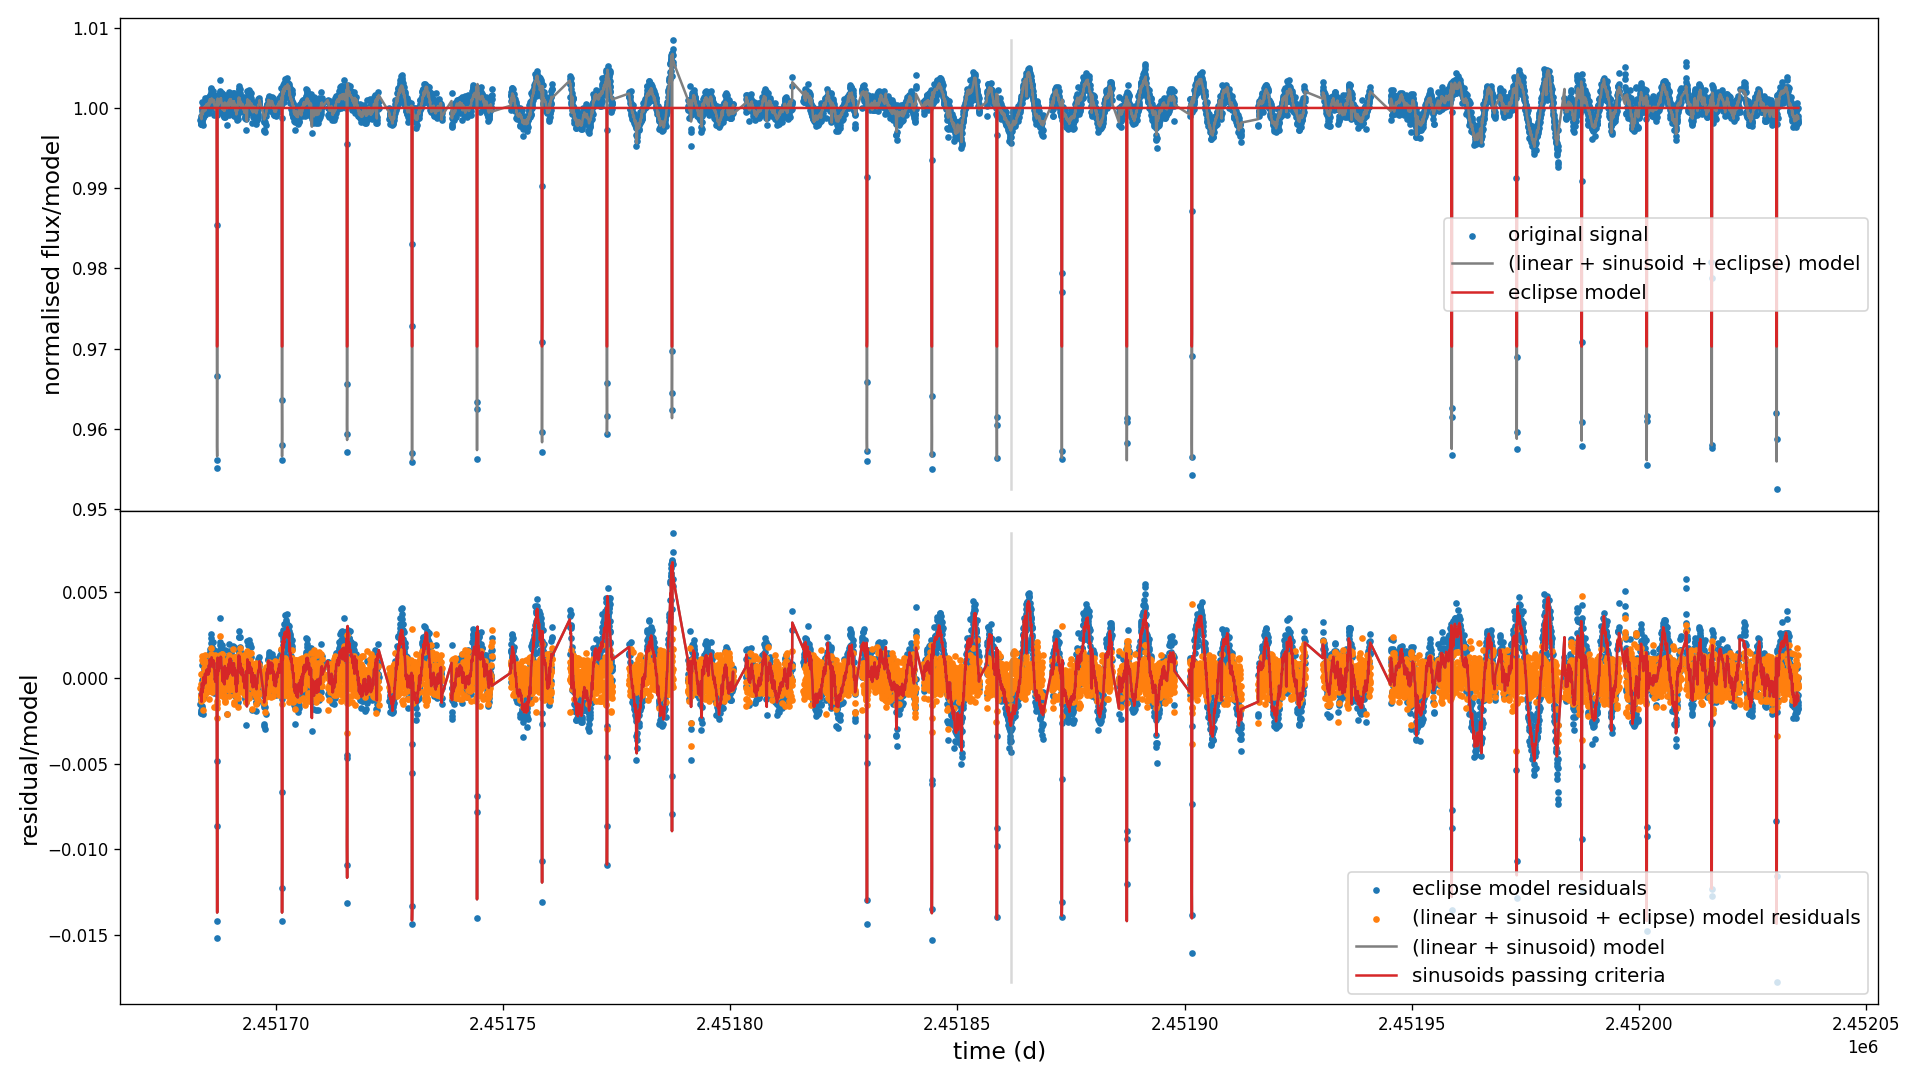 1.01
1.00
0.99
0.98
0.97
0.96
0.95
normalised flux/model
original signal
(linear + sinusoid + eclipse) model
eclipse model
0.005
0.000
−0.005
−0.010
−0.015
residual/model
eclipse model residuals
(linear + sinusoid + eclipse) model residuals
(linear + sinusoid) model
sinusoids passing criteria
2.45170
2.45175
2.45180
2.45185
2.45190
2.45195
2.45200
2.45205
1e6
time (d)